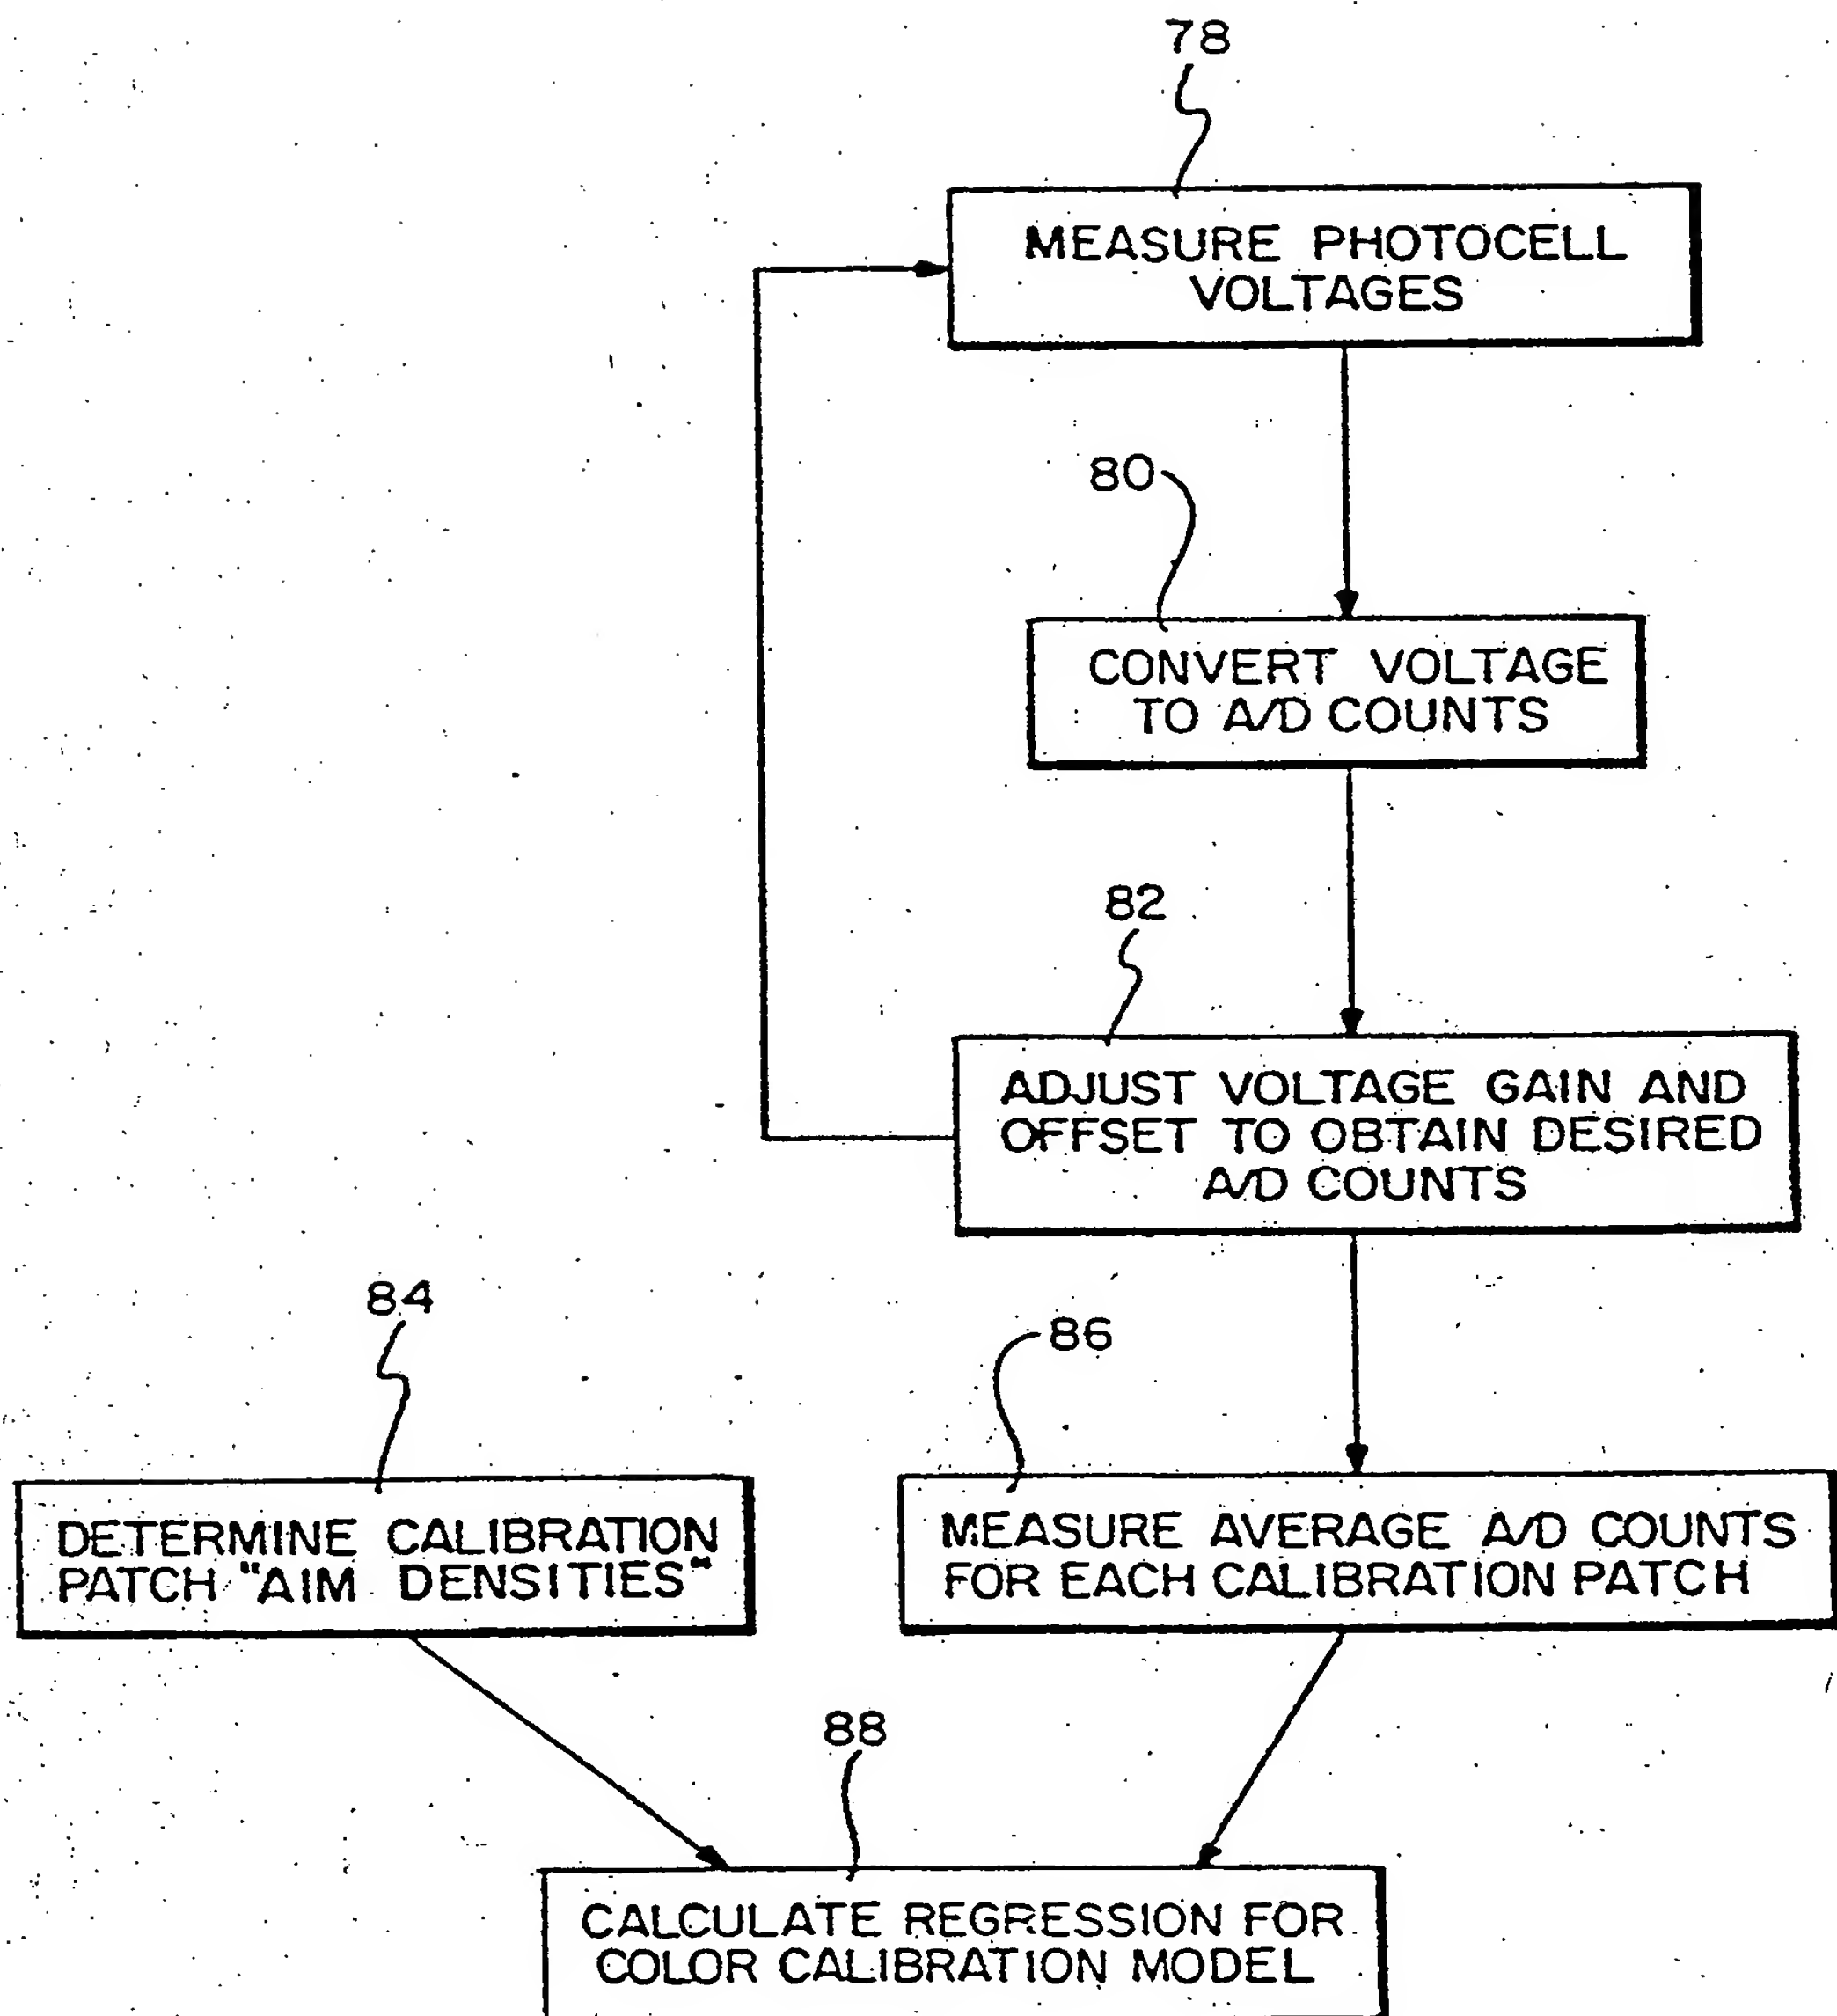 78
MEASURE PHOTOCELL
VOLTAGES
80
CONVERT VOLTAGE
TO A/D COUNTS
82
ADJUST VOLTAGE GAIN AND
OFFSET TO OBTAIN DESIRED
A/D COUNTS
84
DETERMINE CALIBRATION
PATCH "AIM DENSITIES"
86
MEASURE AVERAGE A/D COUNTS
FOR EACH CALIBRATION PATCH
88
CALCULATE REGRESSION FOR
COLOR CALIBRATION MODEL